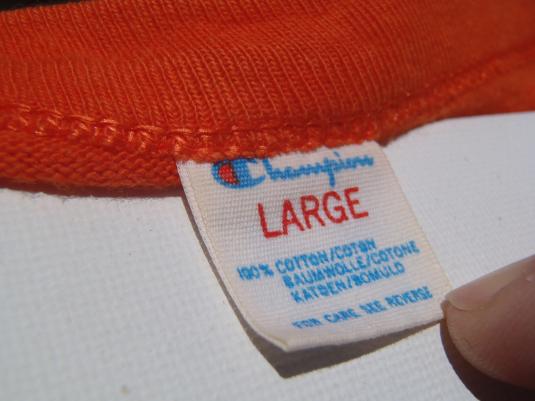 Champion
LARGE
100% COTTON/COTON
BAUMWOLLE/COTONE
KATOEN/BOMULD
FOR CARE SEE REVERSE